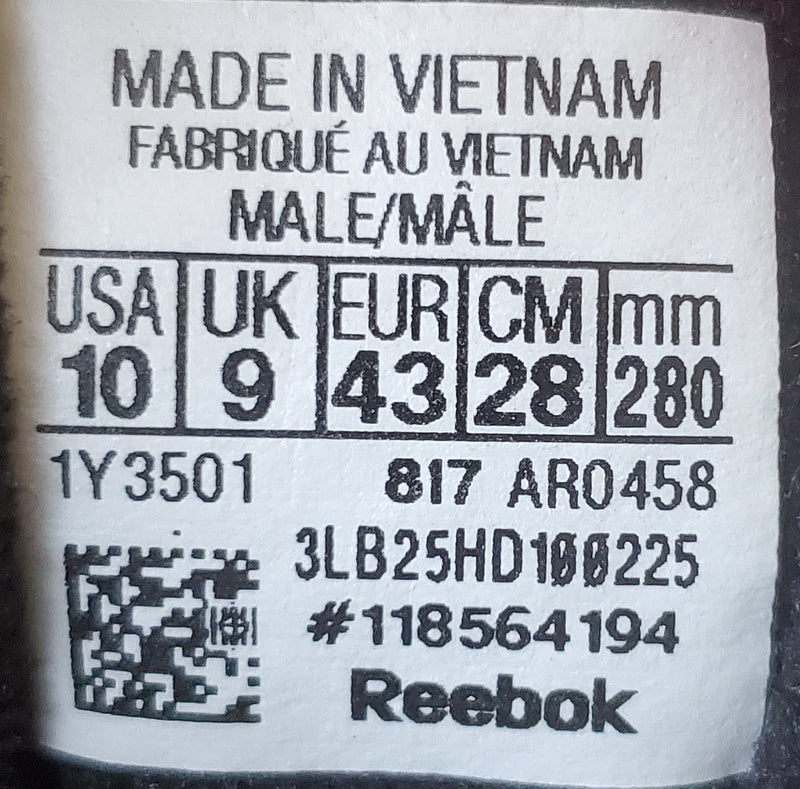 MADE IN VIETNAM
FABRIQUÉ AU VIETNAM
MALE/MÂLE
USA UK EUR CM mm
10 9 43 28 280
1Y3501 817 AR0458
3LB25HD100225
#118564194
Reebok